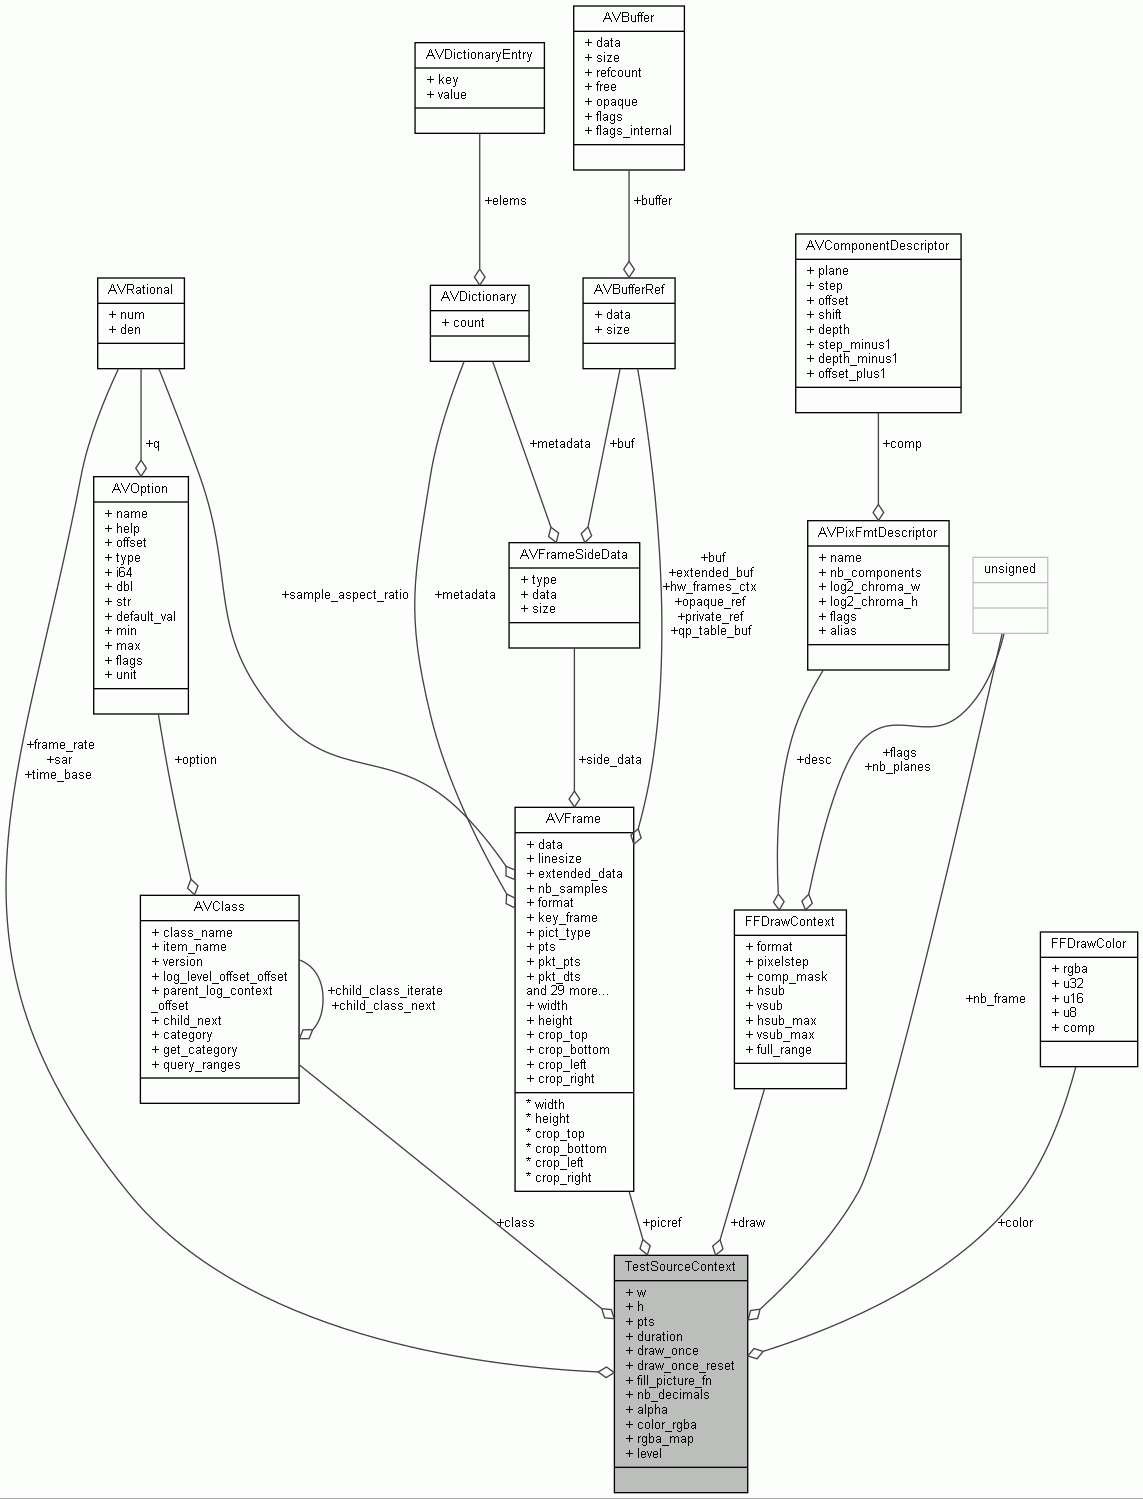 AVBuffer
+ data
+ size
+ refcount
+ free
+ opaque
+ flags
+ flags_internal
AVDictionaryEntry
+ key
+ value
+elems
+buffer
AVComponentDescriptor
+ plane
+ step
+ offset
+ shift
+ depth
+ step_minus1
+ depth_minus1
+ offset_plus1
AVRational
+ num
+ den
AVDictionary
+ count
AVBufferRef
+ data
+ size
+q
+metadata
+buf
+comp
AVOption
+ name
+ help
+ offset
+ type
+ i64
+ dbl
+ str
+ default_val
+ min
+ max
+ flags
+ unit
AVFrameSideData
+ type
+ data
+ size
AVPixFmtDescriptor
+ name
+ nb_components
+ log2_chroma_w
+ log2_chroma_h
+ flags
+ alias
unsigned
+sample_aspect_ratio
+metadata
+buf
+extended_buf
+hw_frames_ctx
+opaque_ref
+private_ref
+qp_table_buf
+frame_rate
+sar
+time_base
+option
+side_data
+desc
+flags
+nb_planes
AVFrame
+ data
+ linesize
+ extended_data
+ nb_samples
+ format
+ key_frame
+ pict_type
+ pts
+ pkt_pts
+ pkt_dts
and 29 more...
+ width
+ height
+ crop_top
+ crop_bottom
+ crop_left
+ crop_right
* width
* height
* crop_top
* crop_bottom
* crop_left
* crop_right
AVClass
+ class_name
+ item_name
+ version
+ log_level_offset_offset
+ parent_log_context
_offset
+ child_next
+ category
+ get_category
+ query_ranges
+child_class_iterate
+child_class_next
FFDrawContext
+ format
+ pixelstep
+ comp_mask
+ hsub
+ vsub
+ hsub_max
+ vsub_max
+ full_range
+nb_frame
FFDrawColor
+ rgba
+ u32
+ u16
+ u8
+ comp
+class
+picref
+draw
+color
TestSourceContext
+ w
+ h
+ pts
+ duration
+ draw_once
+ draw_once_reset
+ fill_picture_fn
+ nb_decimals
+ alpha
+ color_rgba
+ rgba_map
+ level